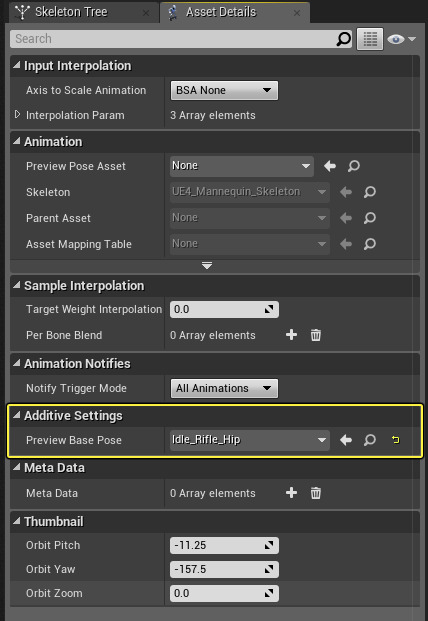 Skeleton Tree Asset Details
Search
Input Interpolation
Axis to Scale Animation BSA None
Interpolation Param 3 Array elements
Animation
Preview Pose Asset None
Skeleton UE4_Mannequin_Skeleton
Parent Asset None
Asset Mapping Table None
Sample Interpolation
Target Weight Interpolation 0.0
Per Bone Blend 0 Array elements
Animation Notifies
Notify Trigger Mode All Animations
Additive Settings
Preview Base Pose Idle_Rifle_Hip
Meta Data
Meta Data 0 Array elements
Thumbnail
Orbit Pitch -11.25
Orbit Yaw -157.5
Orbit Zoom 0.0